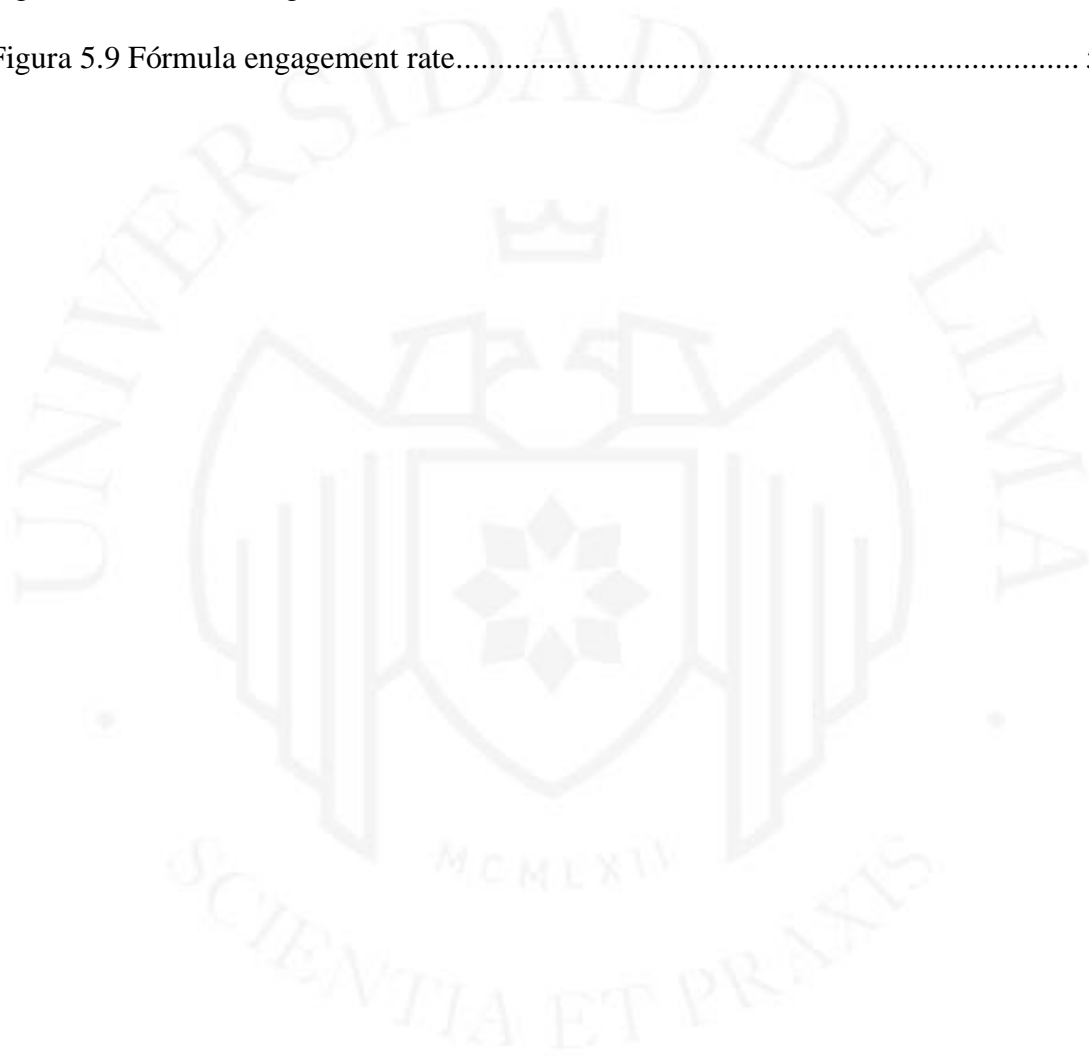 Figura 5.9 Fórmula engagement rate
UNIVERSIDAD DE LIMA
MCMLXII
SCIENTIA ET PRAXIS